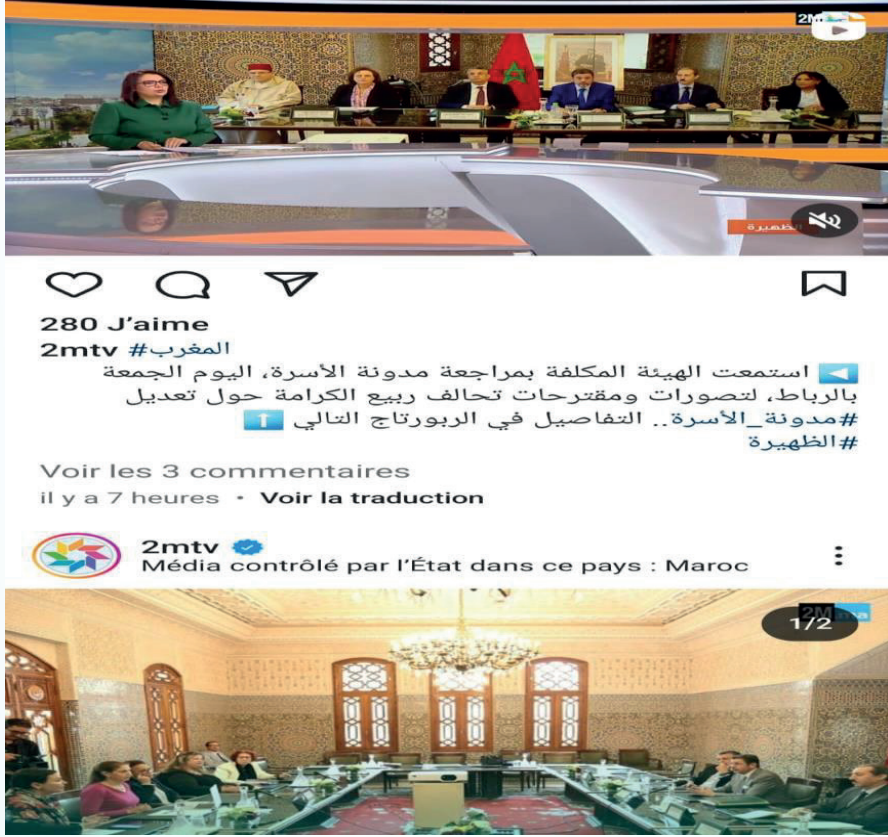 2M
الظهيرة
280 J'aime
2mtv #المغرب
◀ استمعت الهيئة المكلفة بمراجعة مدونة الأسرة، اليوم الجمعة
بالرباط، لتصورات ومقترحات تحالف ربيع الكرامة حول تعديل
#مدونة_الأسرة.. التفاصيل في الربورتاج التالي ⬆
#الظهيرة
Voir les 3 commentaires
il y a 7 heures • Voir la traduction
2mtv
Média contrôlé par l'État dans ce pays : Maroc
2Mma
1/2